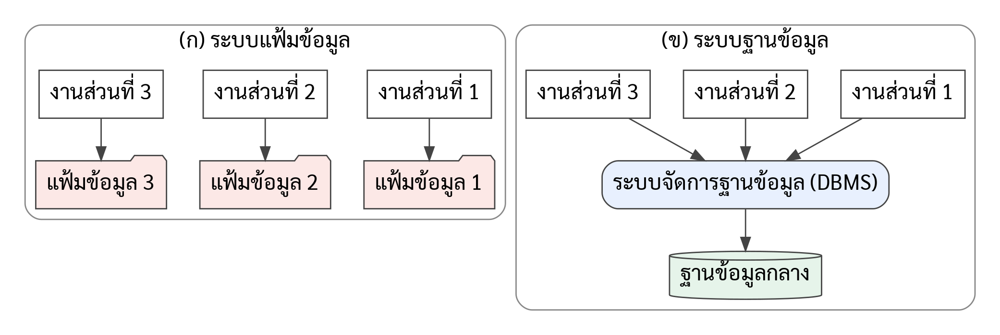 (ก) ระบบแฟ้มข้อมูล
งานส่วนที่ 3
งานส่วนที่ 2
งานส่วนที่ 1
แฟ้มข้อมูล 3
แฟ้มข้อมูล 2
แฟ้มข้อมูล 1
(ข) ระบบฐานข้อมูล
งานส่วนที่ 3
งานส่วนที่ 2
งานส่วนที่ 1
ระบบจัดการฐานข้อมูล (DBMS)
ฐานข้อมูลกลาง